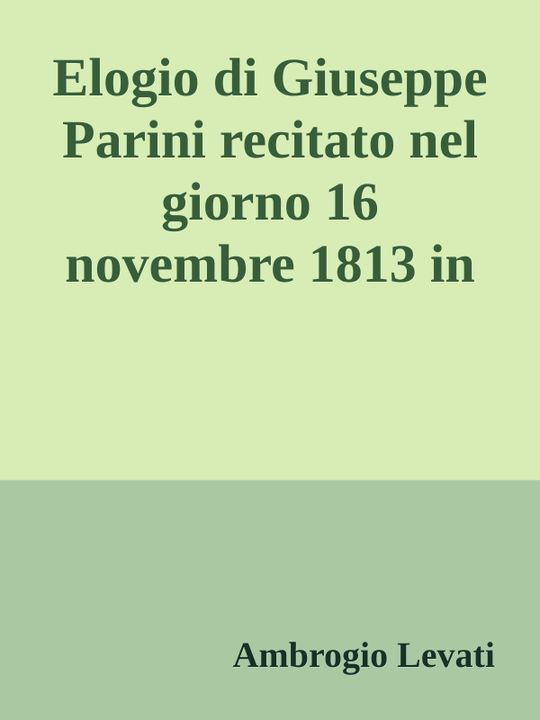 Elogio di Giuseppe
Parini recitato nel
giorno 16
novembre 1813 in
Ambrogio Levati